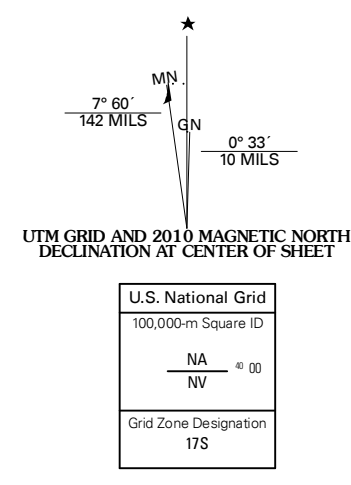 MN
7° 60´
142 MILS
GN
0° 33´
10 MILS
UTM GRID AND 2010 MAGNETIC NORTH
DECLINATION AT CENTER OF SHEET
U.S. National Grid
100,000-m Square ID
NA
40 00
NV
Grid Zone Designation
17S